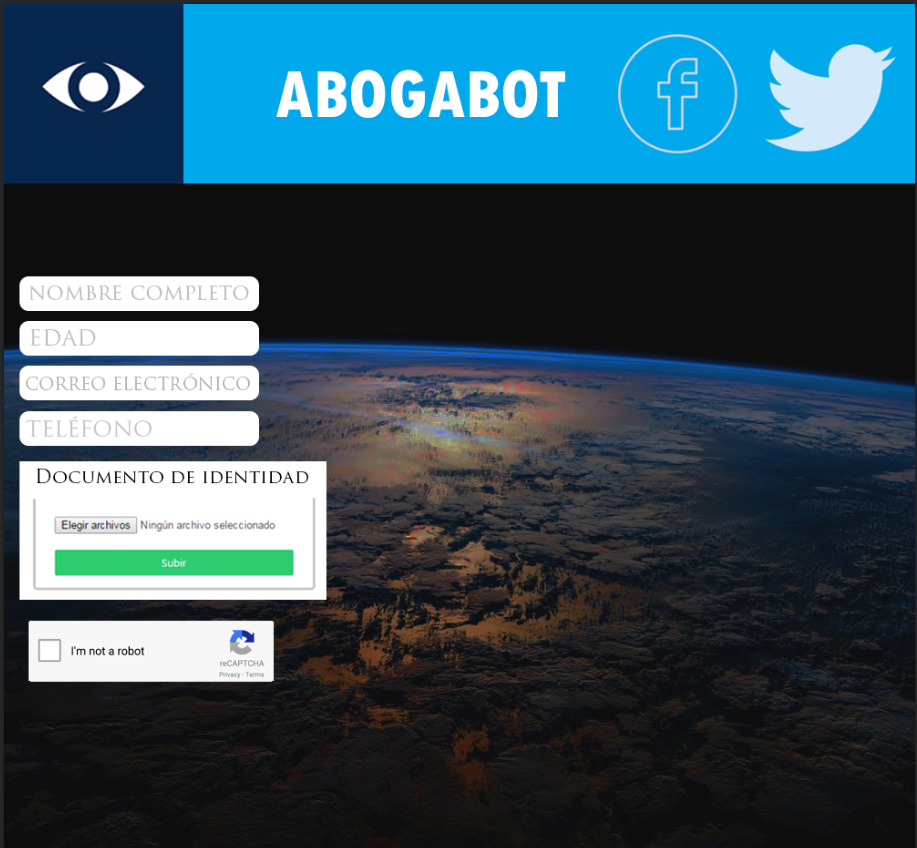 ABOGABOT
NOMBRE COMPLETO
EDAD
CORREO ELECTRÓNICO
TELÉFONO
DOCUMENTO DE IDENTIDAD
Elegir archivos Ningún archivo seleccionado
Subir
I'm not a robot
reCAPTCHA
Privacy - Terms